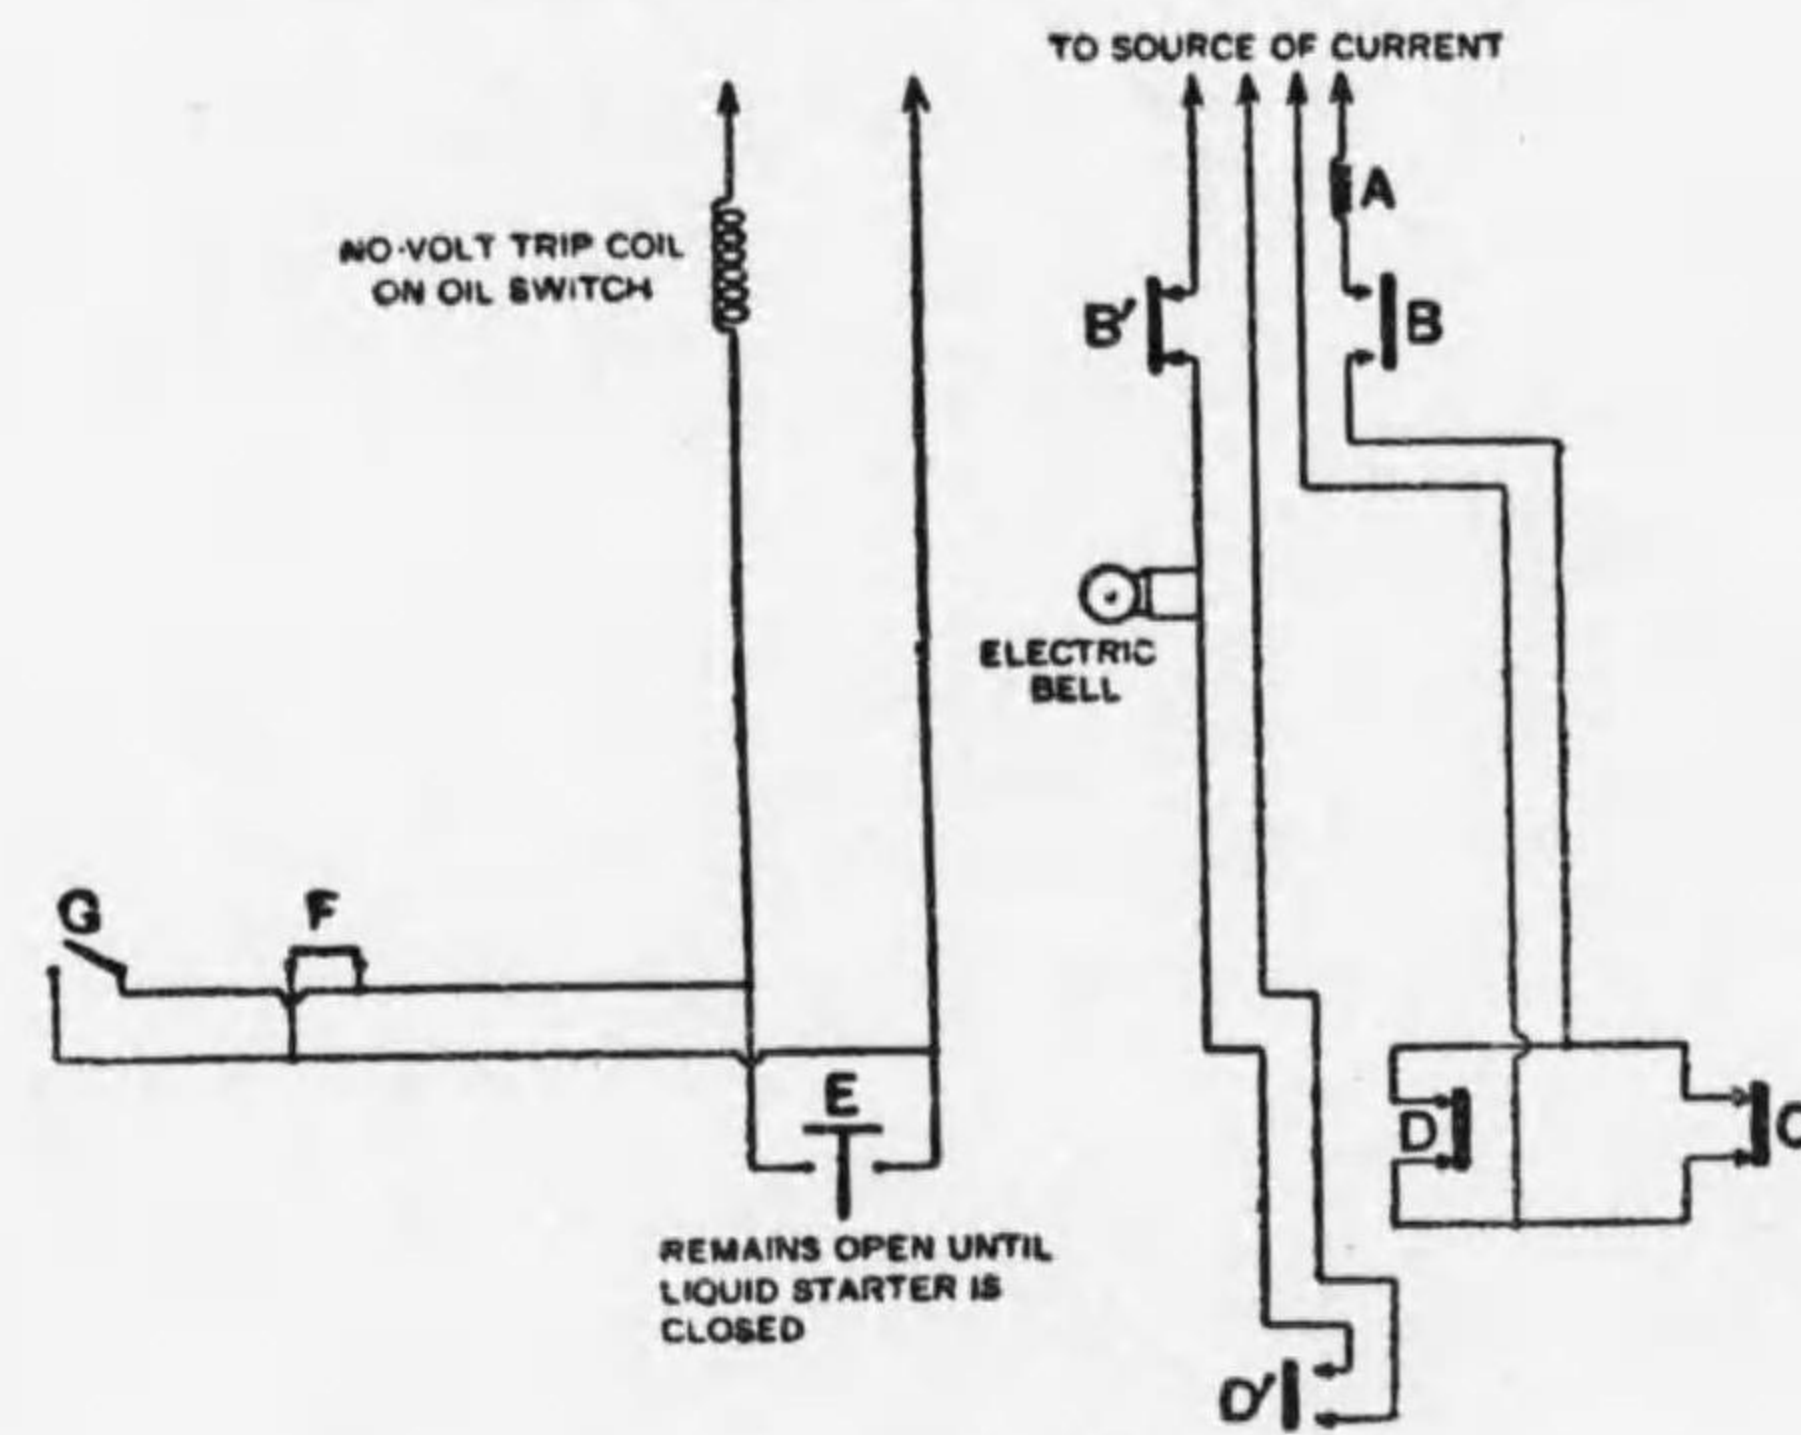 TO SOURCE OF CURRENT
A
NO-VOLT TRIP COIL
ON OIL SWITCH
B'
B
ELECTRIC
BELL
G
F
E
D
C
REMAINS OPEN UNTIL
LIQUID STARTER IS
CLOSED
D'